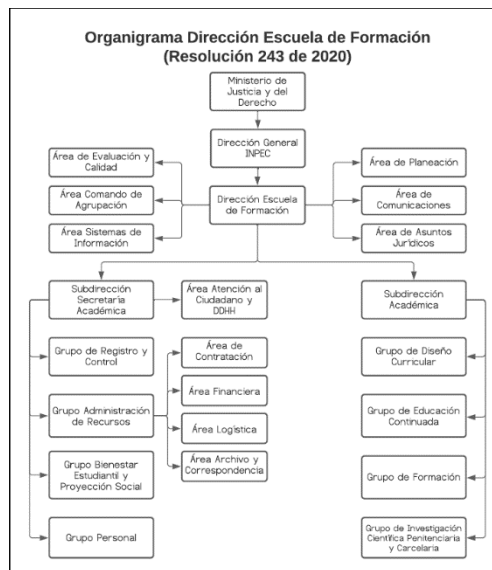 Organigrama Dirección Escuela de Formación
(Resolución 243 de 2020)
Ministerio de
Justicia y del
Derecho
Dirección General
INPEC
Área de Evaluación y
Calidad
Área de Planeación
Área Comando de
Agrupación
Dirección Escuela
de Formación
Área de
Comunicaciones
Área Sistemas de
Información
Área de Asuntos
Jurídicos
Subdirección
Secretaría
Académica
Área Atención al
Ciudadano y
DDHH
Subdirección
Académica
Grupo de Registro y
Control
Área de
Contratación
Grupo de Diseño
Curricular
Área Financiera
Grupo Administración
de Recursos
Área Logística
Grupo de Educación
Continuada
Área Archivo y
Correspondencia
Grupo Bienestar
Estudiantil y
Proyección Social
Grupo de Formación
Grupo Personal
Grupo de Investigación
Científica Penitenciaria
y Carcelaria